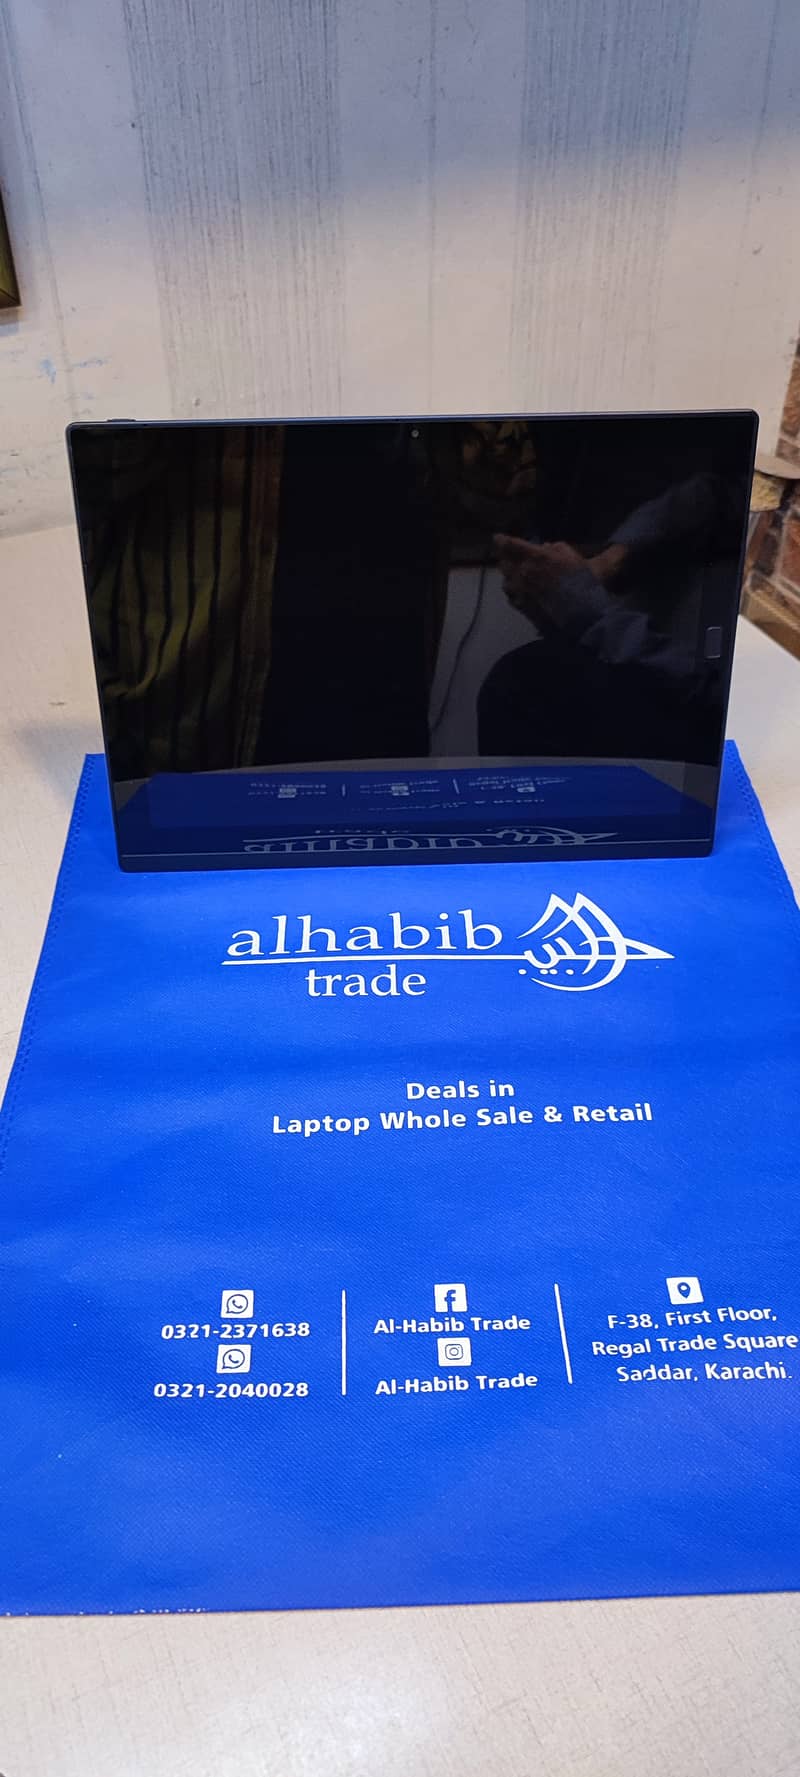 alhabib
trade
الحبيب
Deals in
Laptop Whole Sale & Retail
0321-2371638
0321-2040028
Al-Habib Trade
Al-Habib Trade
F-38, First Floor,
Regal Trade Square
Saddar, Karachi.